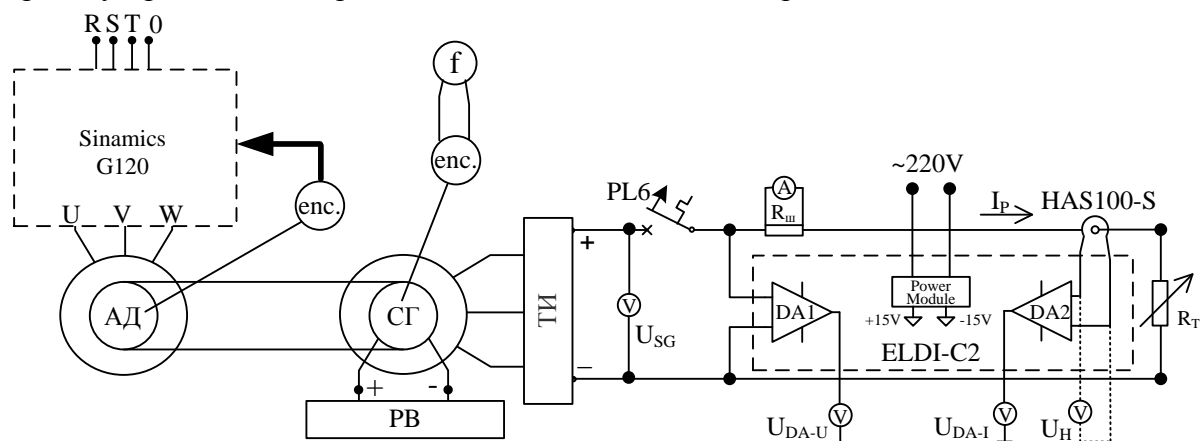 R S T 0
f
Sinamics
G120
enc.
enc.
U V W
АД
СГ
+ -
РВ
ТИ
+
−
PL6
V
U_SG
A
R_ш
~220V
I_P
HAS100-S
Power
Module
+15V
-15V
DA1
DA2
ELDI-C2
R_T
V
U_DA-U
V
U_DA-I
V
U_H